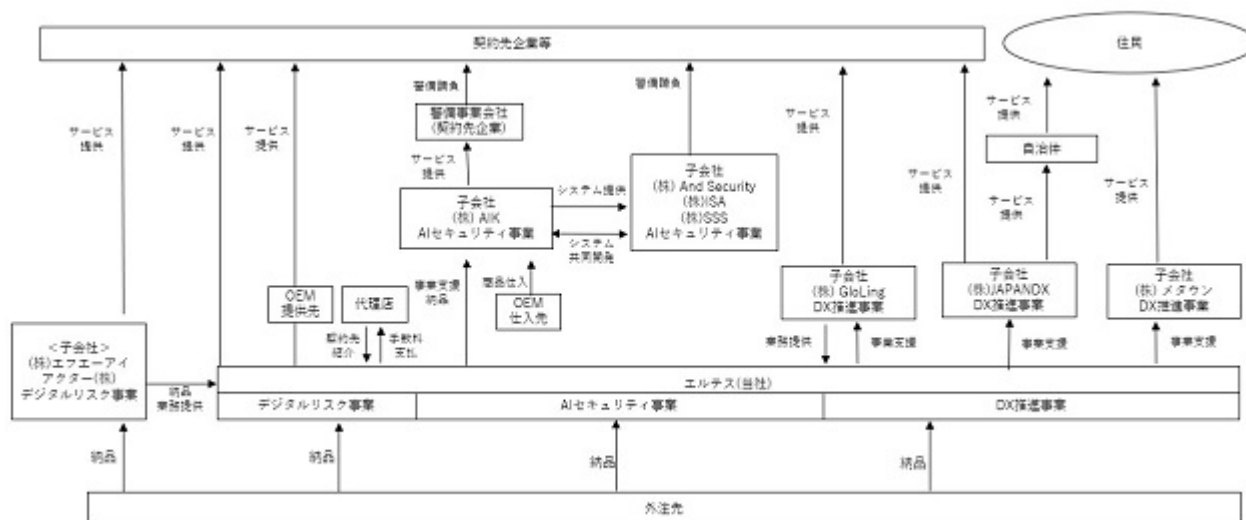 契約先企業等
住民
サービス
提供
サービス
提供
サービス
提供
警備請負
警備事業会社
(契約先企業)
サービス
提供
警備請負
サービス
提供
サービス
提供
サービス
提供
自治体
サービス
提供
サービス
提供
子会社
(株) AIK
AIセキュリティ事業
システム提供
システム
共同開発
子会社
(株) And Security
(株)ISA
(株)SSS
AIセキュリティ事業
OEM
提供先
代理店
事業支援
納品
商品仕入
OEM
仕入先
子会社
(株) GloLing
DX推進事業
子会社
(株)JAPANDX
DX推進事業
子会社
(株) メタウン
DX推進事業
契約先
紹介
手数料
支払
業務提供
事業支援
事業支援
事業支援
<子会社>
(株)エフエーアイ
アクター(株)
デジタルリスク事業
納品
業務提供
エルテス(当社)
デジタルリスク事業
AIセキュリティ事業
DX推進事業
納品
納品
納品
納品
外注先